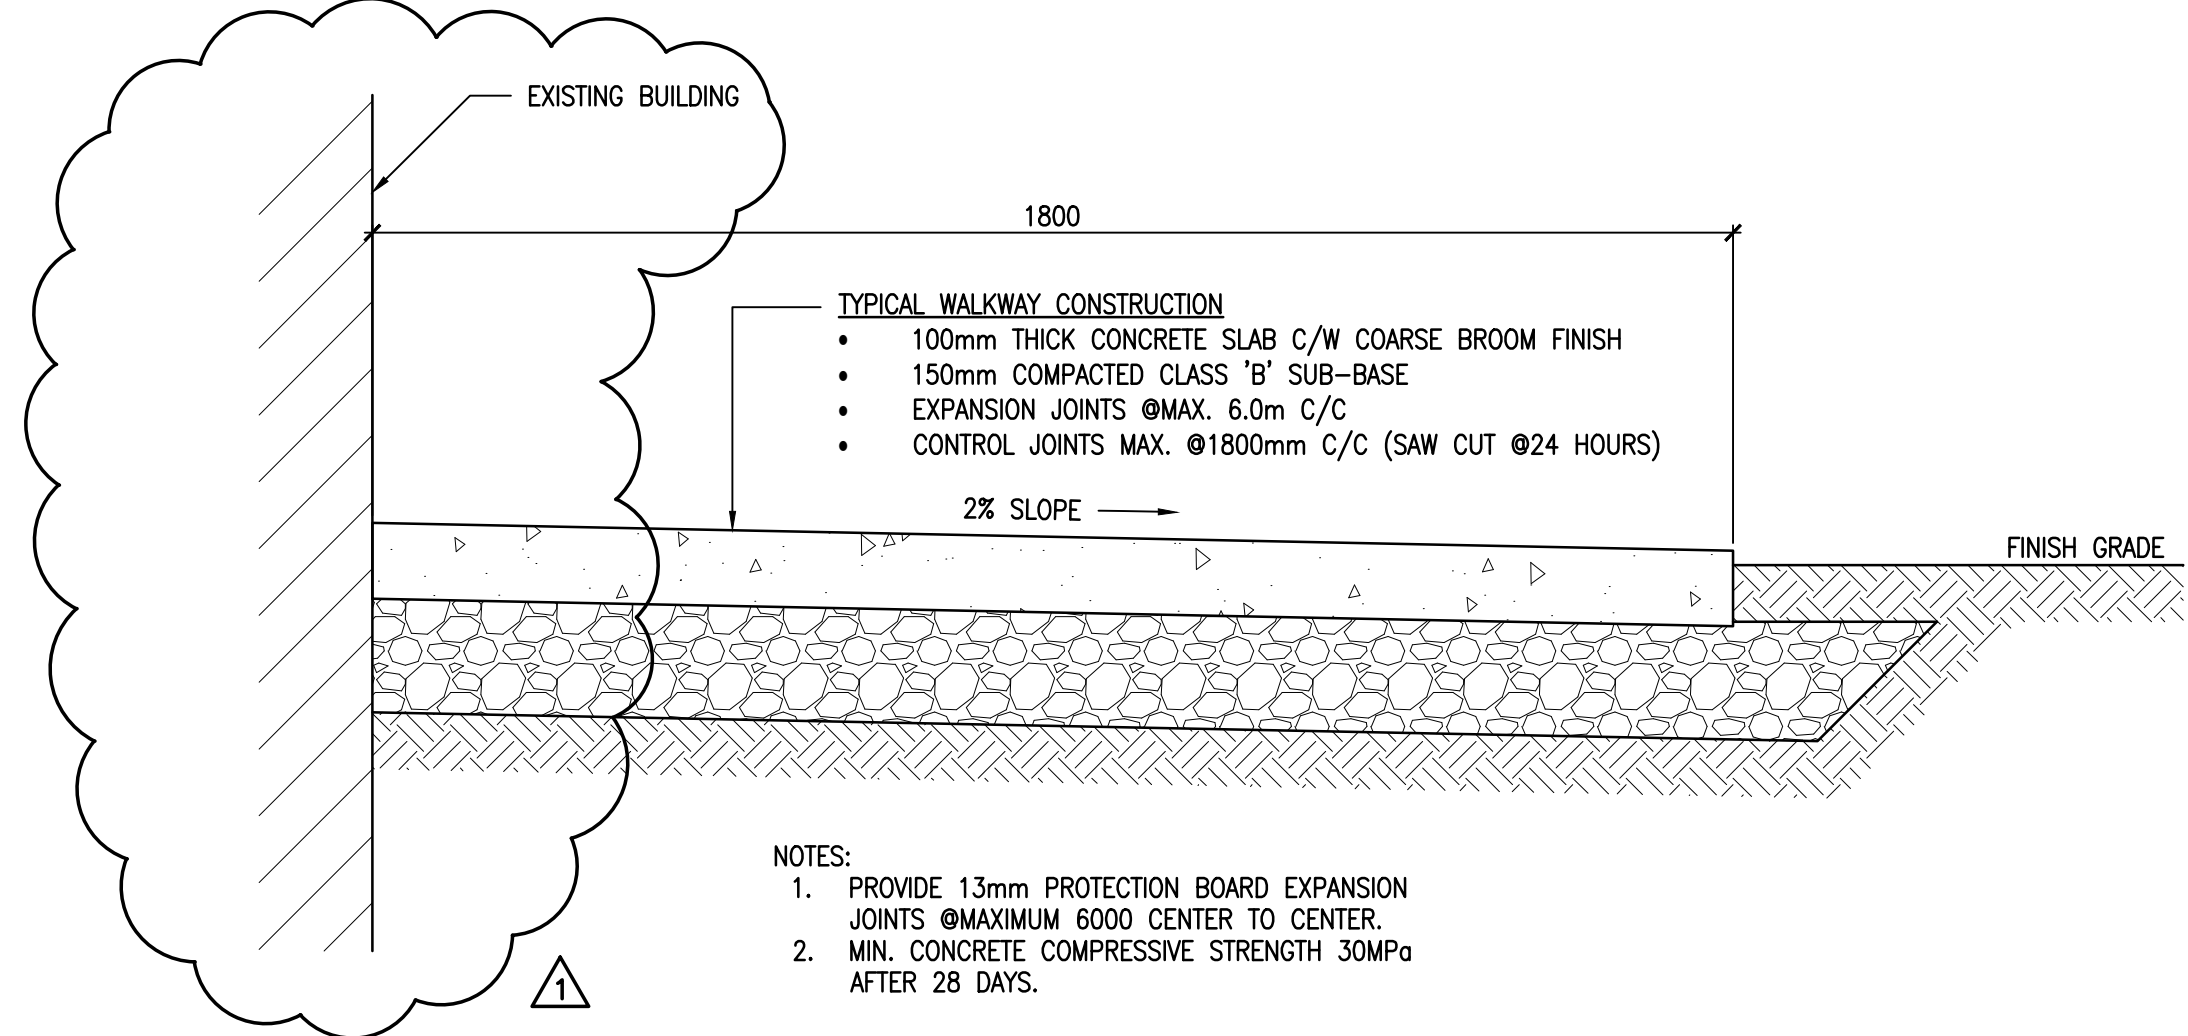 EXISTING BUILDING
1800
TYPICAL WALKWAY CONSTRUCTION
• 100mm THICK CONCRETE SLAB C/W COARSE BROOM FINISH
• 150mm COMPACTED CLASS 'B' SUB-BASE
• EXPANSION JOINTS @MAX. 6.0m C/C
• CONTROL JOINTS MAX. @1800mm C/C (SAW CUT @24 HOURS)
2% SLOPE
FINISH GRADE
NOTES:
1. PROVIDE 13mm PROTECTION BOARD EXPANSION
JOINTS @MAXIMUM 6000 CENTER TO CENTER.
2. MIN. CONCRETE COMPRESSIVE STRENGTH 30MPa
AFTER 28 DAYS.
1